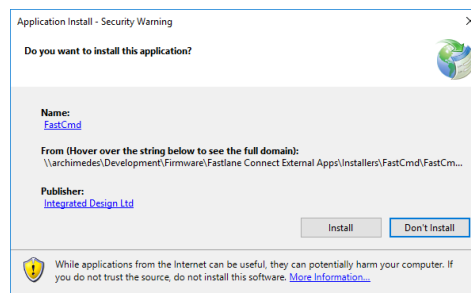 Application Install - Security Warning
Do you want to install this application?
Name:
FastCmd
From (Hover over the string below to see the full domain):
\\archimedes\Development\Firmware\Fastlane Connect External Apps\Installers\FastCmd\FastCm...
Publisher:
Integrated Design Ltd
Install Don't Install
While applications from the Internet can be useful, they can potentially harm your computer. If
you do not trust the source, do not install this software. More Information...